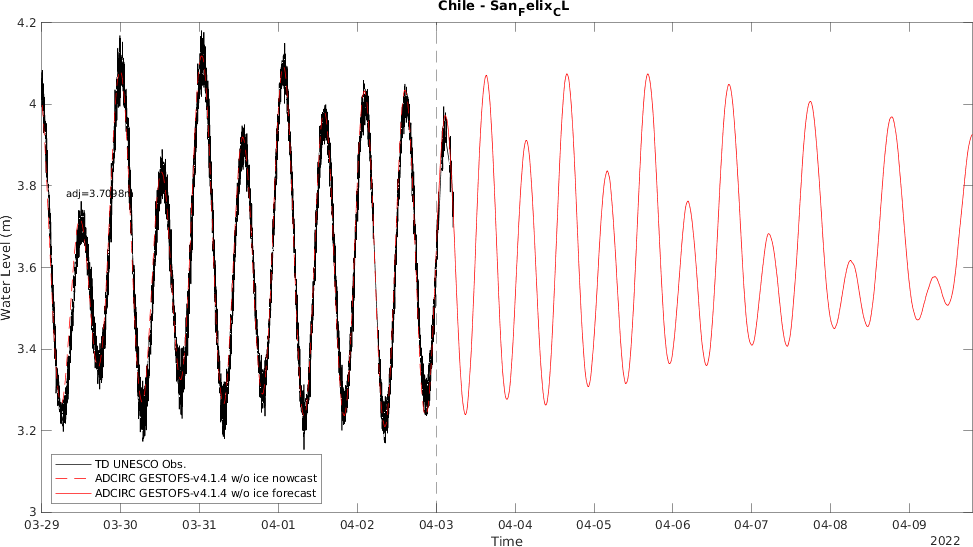 Chile - SanFelixCL
4.2
4
3.8
3.6
3.4
3.2
3
Water Level (m)
adj=3.7098m
TD UNESCO Obs.
ADCIRC GESTOFS-v4.1.4 w/o ice nowcast
ADCIRC GESTOFS-v4.1.4 w/o ice forecast
03-29 03-30 03-31 04-01 04-02 04-03 04-04 04-05 04-06 04-07 04-08 04-09
Time
2022